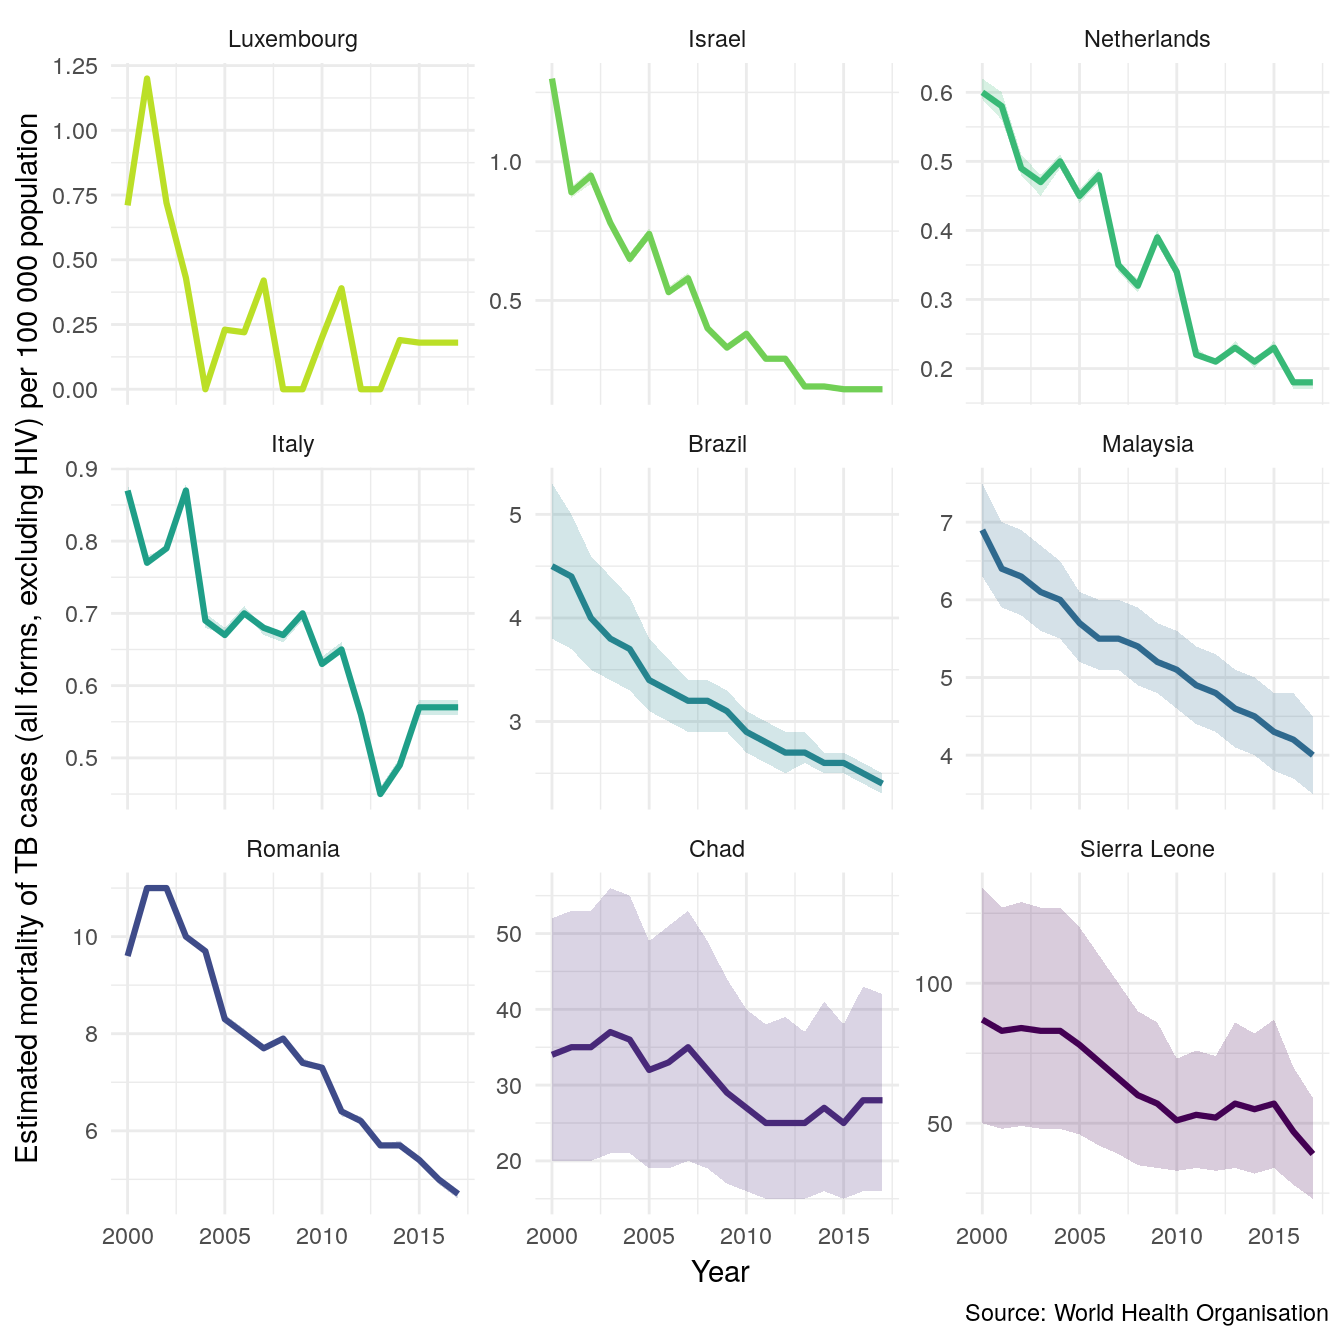 Estimated mortality of TB cases (all forms, excluding HIV) per 100 000 population
Luxembourg
1.25
1.00
0.75
0.50
0.25
0.00
Israel
1.0
0.5
Netherlands
0.6
0.5
0.4
0.3
0.2
Italy
0.9
0.8
0.7
0.6
0.5
Brazil
5
4
3
Malaysia
7
6
5
4
Romania
10
8
6
2000 2005 2010 2015
Chad
50
40
30
20
2000 2005 2010 2015
Sierra Leone
100
50
2000 2005 2010 2015
Year
Source: World Health Organisation